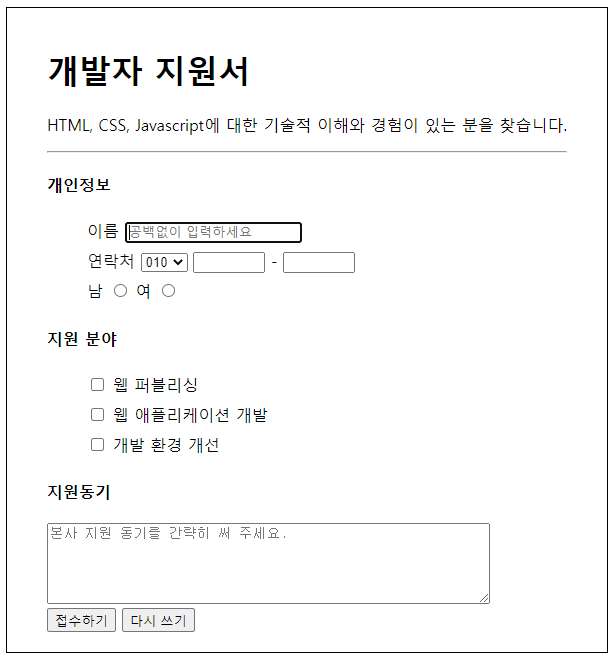 개발자 지원서
HTML, CSS, Javascript에 대한 기술적 이해와 경험이 있는 분을 찾습니다.
개인정보
이름 공백없이 입력하세요
연락처 010 -
남 여
지원 분야
웹 퍼블리싱
웹 애플리케이션 개발
개발 환경 개선
지원동기
본사 지원 동기를 간략히 써 주세요.
접수하기 다시 쓰기